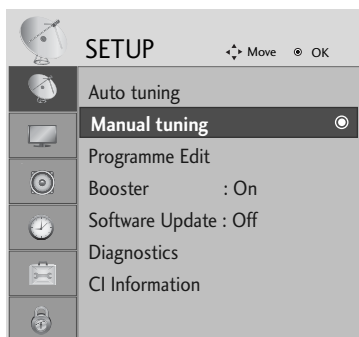 SETUP Move OK
Auto tuning
Manual tuning
Programme Edit
Booster : On
Software Update : Off
Diagnostics
CI Information